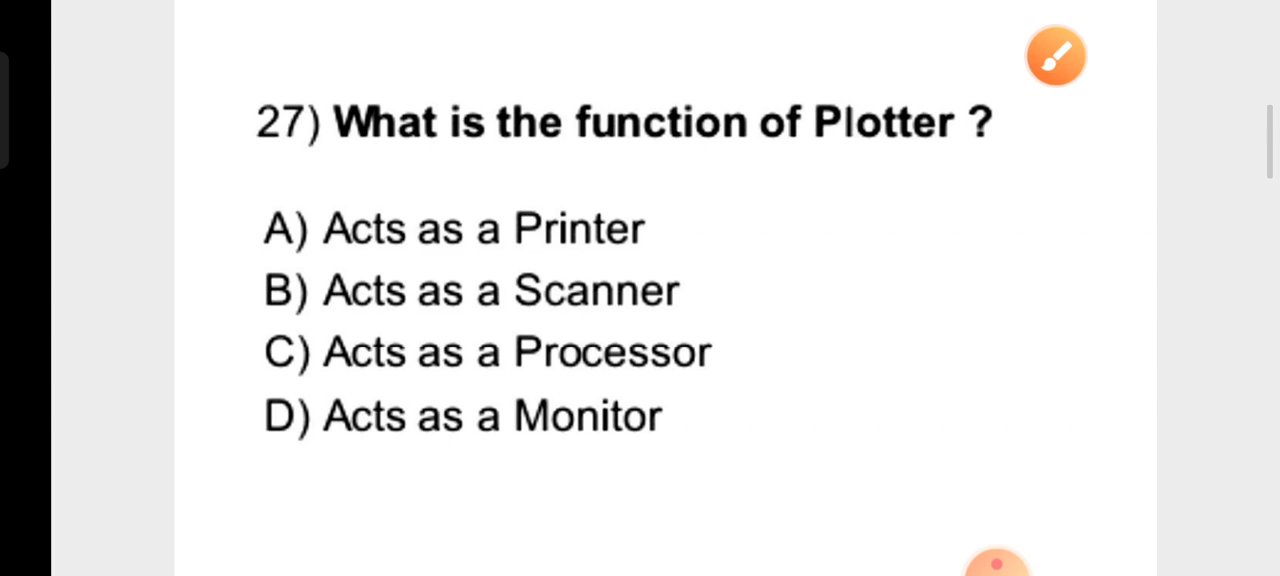 27) What is the function of Plotter ?
A) Acts as a Printer
B) Acts as a Scanner
C) Acts as a Processor
D) Acts as a Monitor